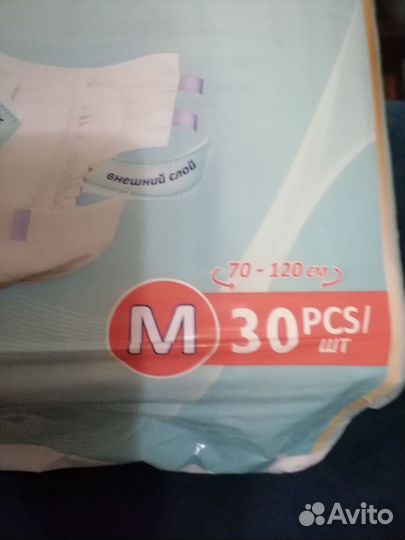 внешний слой
70 - 120 см
M 30 PCS/
шт
Avito